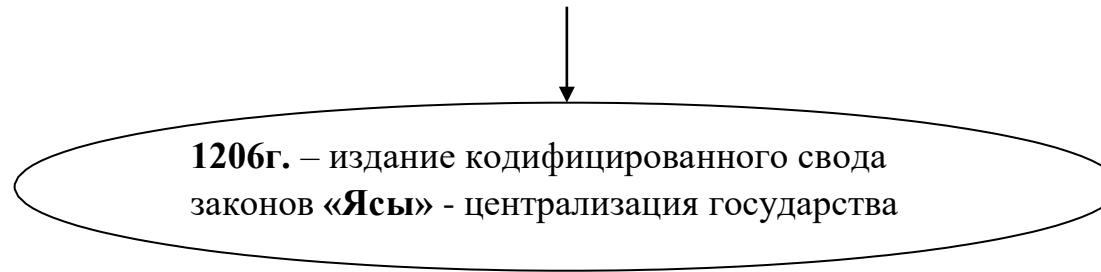 1206г. – издание кодифицированного свода
законов «Ясы» - централизация государства